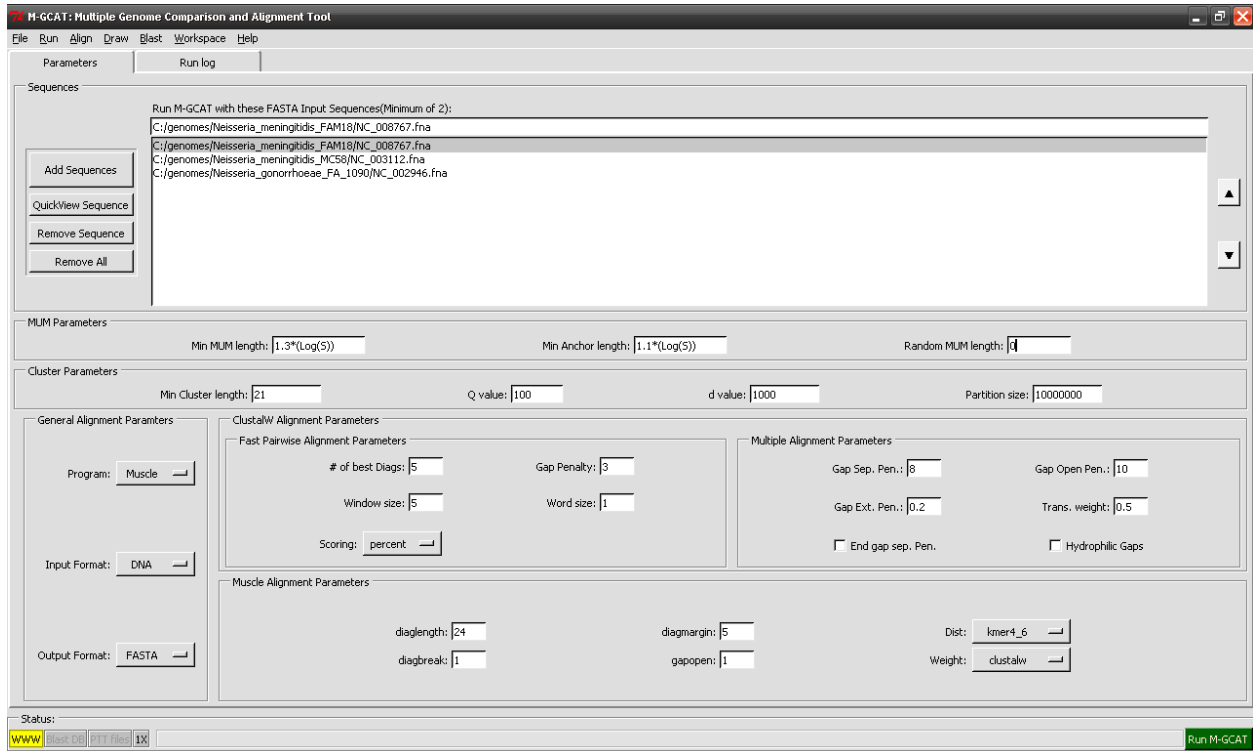 M-GCAT: Multiple Genome Comparison and Alignment Tool
File Run Align Draw Blast Workspace Help
Parameters Run log
Sequences
Run M-GCAT with these FASTA Input Sequences(Minimum of 2):
C:/genomes/Neisseria_meningitidis_FAM18/NC_008767.fna
C:/genomes/Neisseria_meningitidis_FAM18/NC_008767.fna
C:/genomes/Neisseria_meningitidis_MC58/NC_003112.fna
C:/genomes/Neisseria_gonorrhoeae_FA_1090/NC_002946.fna
Add Sequences
QuickView Sequence
Remove Sequence
Remove All
MUM Parameters
Min MUM length: 1.3*(Log(S)) Min Anchor length: 1.1*(Log(S)) Random MUM length: 0
Cluster Parameters
Min Cluster length: 21 Q value: 100 d value: 1000 Partition size: 10000000
General Alignment Paramters
Program: Muscle
Input Format: DNA
Output Format: FASTA
ClustalW Alignment Parameters
Fast Pairwise Alignment Parameters
# of best Diags: 5 Gap Penalty: 3
Window size: 5 Word size: 1
Scoring: percent
Multiple Alignment Parameters
Gap Sep. Pen.: 8 Gap Open Pen.: 10
Gap Ext. Pen.: 0.2 Trans. weight: 0.5
End gap sep. Pen. Hydrophilic Gaps
Muscle Alignment Parameters
diaglength: 24 diagmargin: 5 Dist: kmer4_6
diagbreak: 1 gapopen: 1 Weight: clustalw
Status:
WWW Blast DB PTT files 1X Run M-GCAT